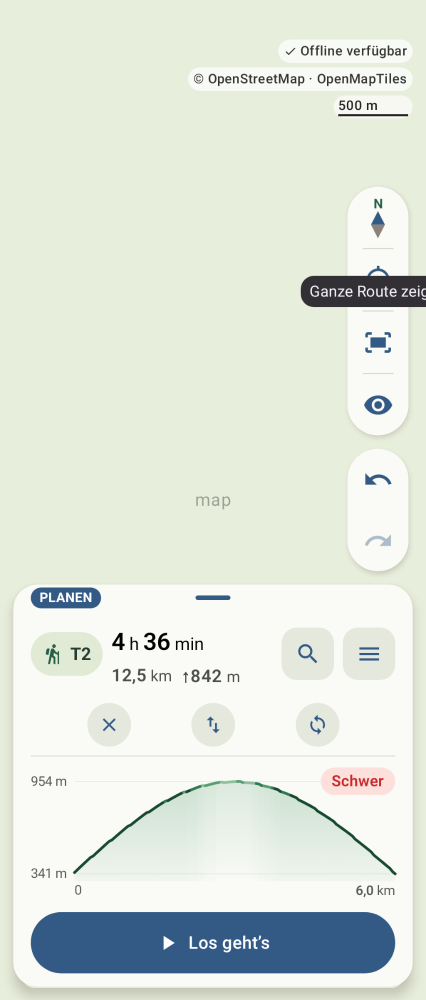 Offline verfügbar
© OpenStreetMap · OpenMapTiles
500 m
N
Ganze Route
map
PLANEN
T2
4 h 36 min
12,5 km ↑842 m
954 m
Schwer
341 m
0
6,0 km
Los geht's